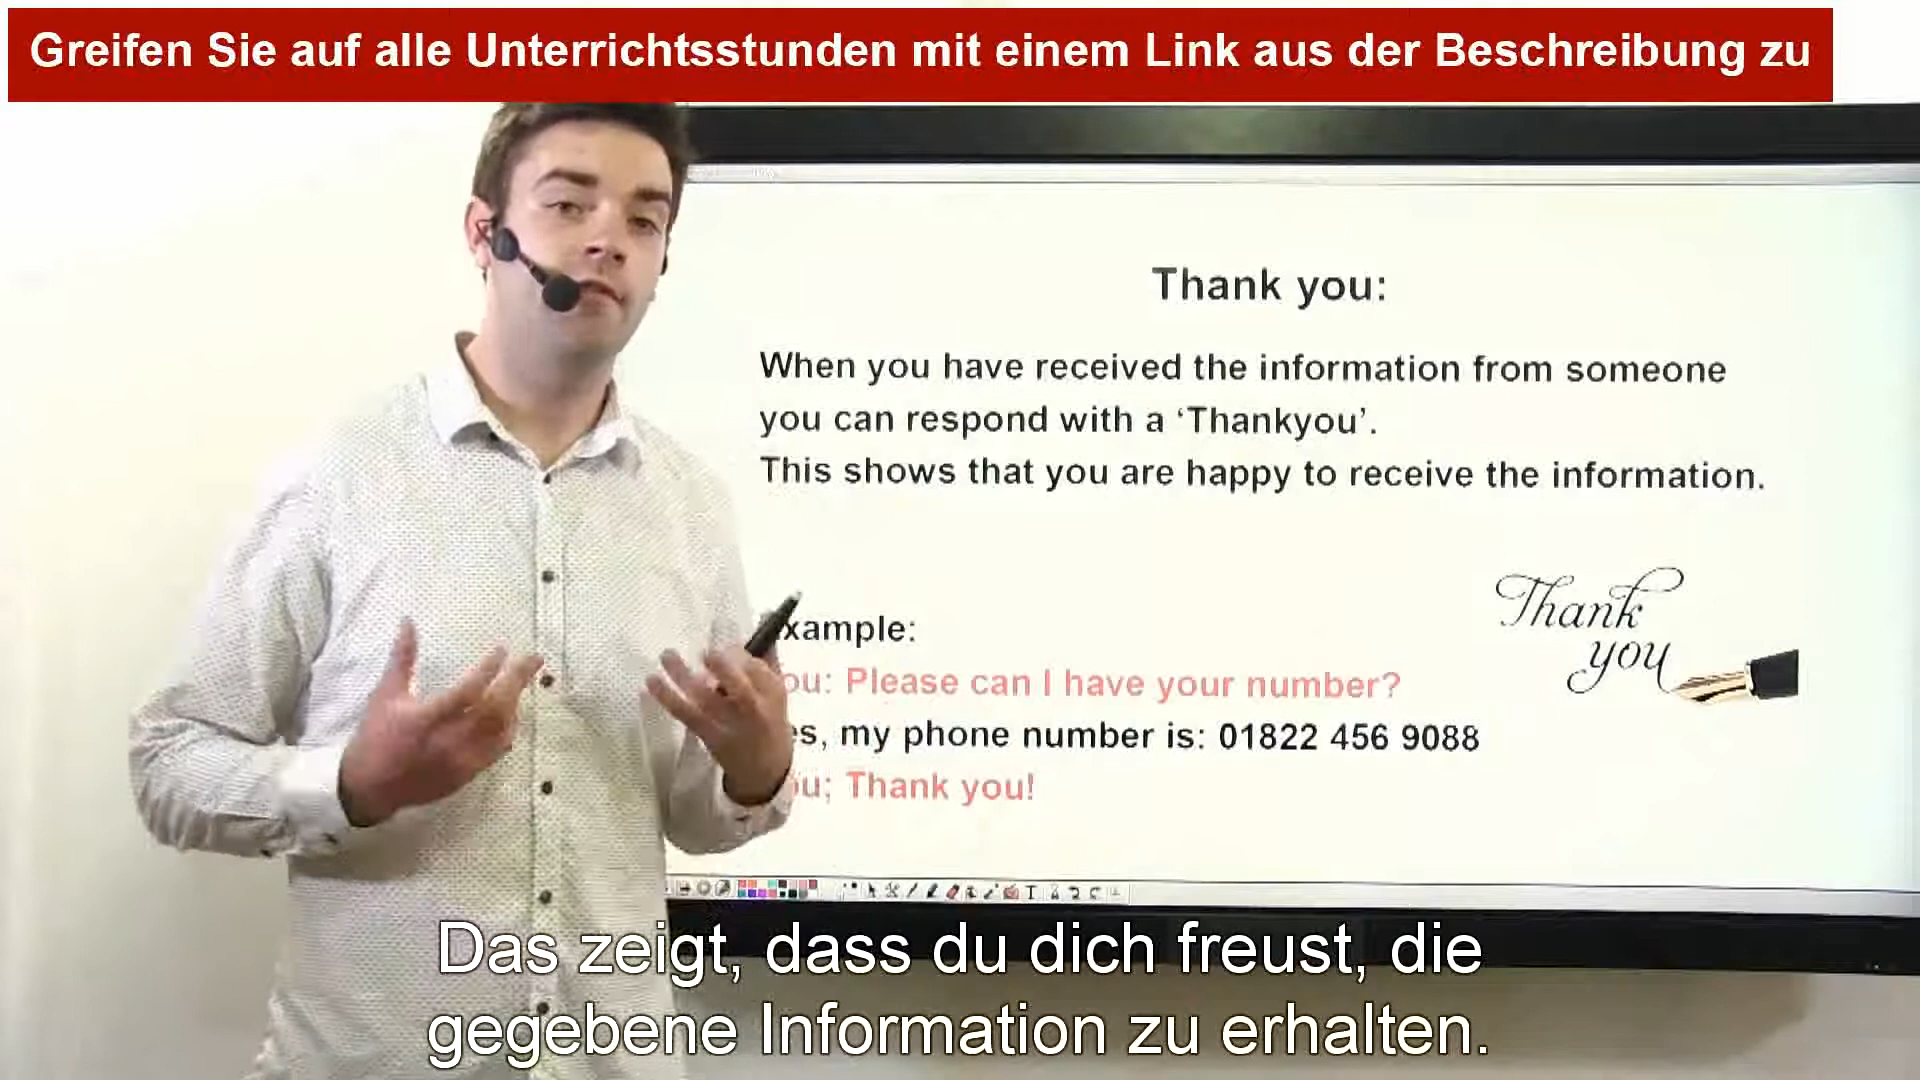 Greifen Sie auf alle Unterrichtsstunden mit einem Link aus der Beschreibung zu
Thank you:
When you have received the information from someone
you can respond with a ‘Thankyou’.
This shows that you are happy to receive the information.
Thank
you
xample:
ou: Please can I have your number?
es, my phone number is: 01822 456 9088
ou; Thank you!
Das zeigt, dass du dich freust, die
gegebene Information zu erhalten.